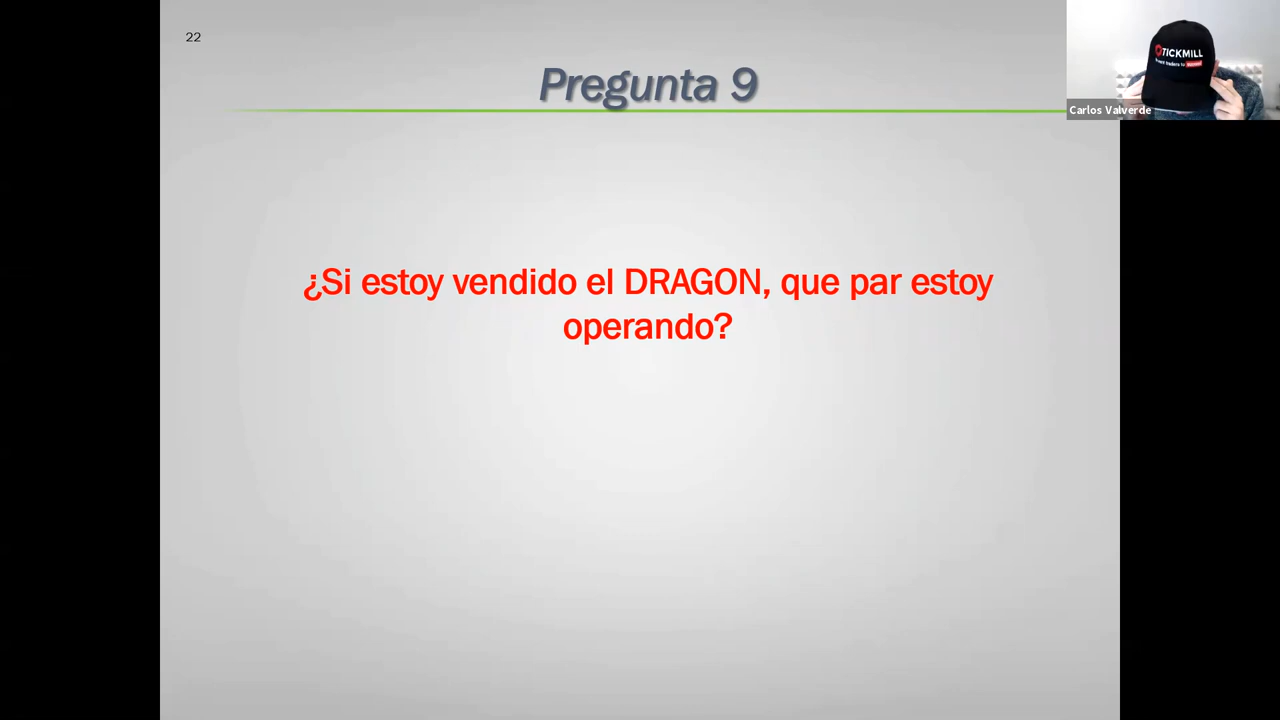 22
Pregunta 9
TICKMILL
Carlos Valverde
¿Si estoy vendido el DRAGON, que par estoy
operando?